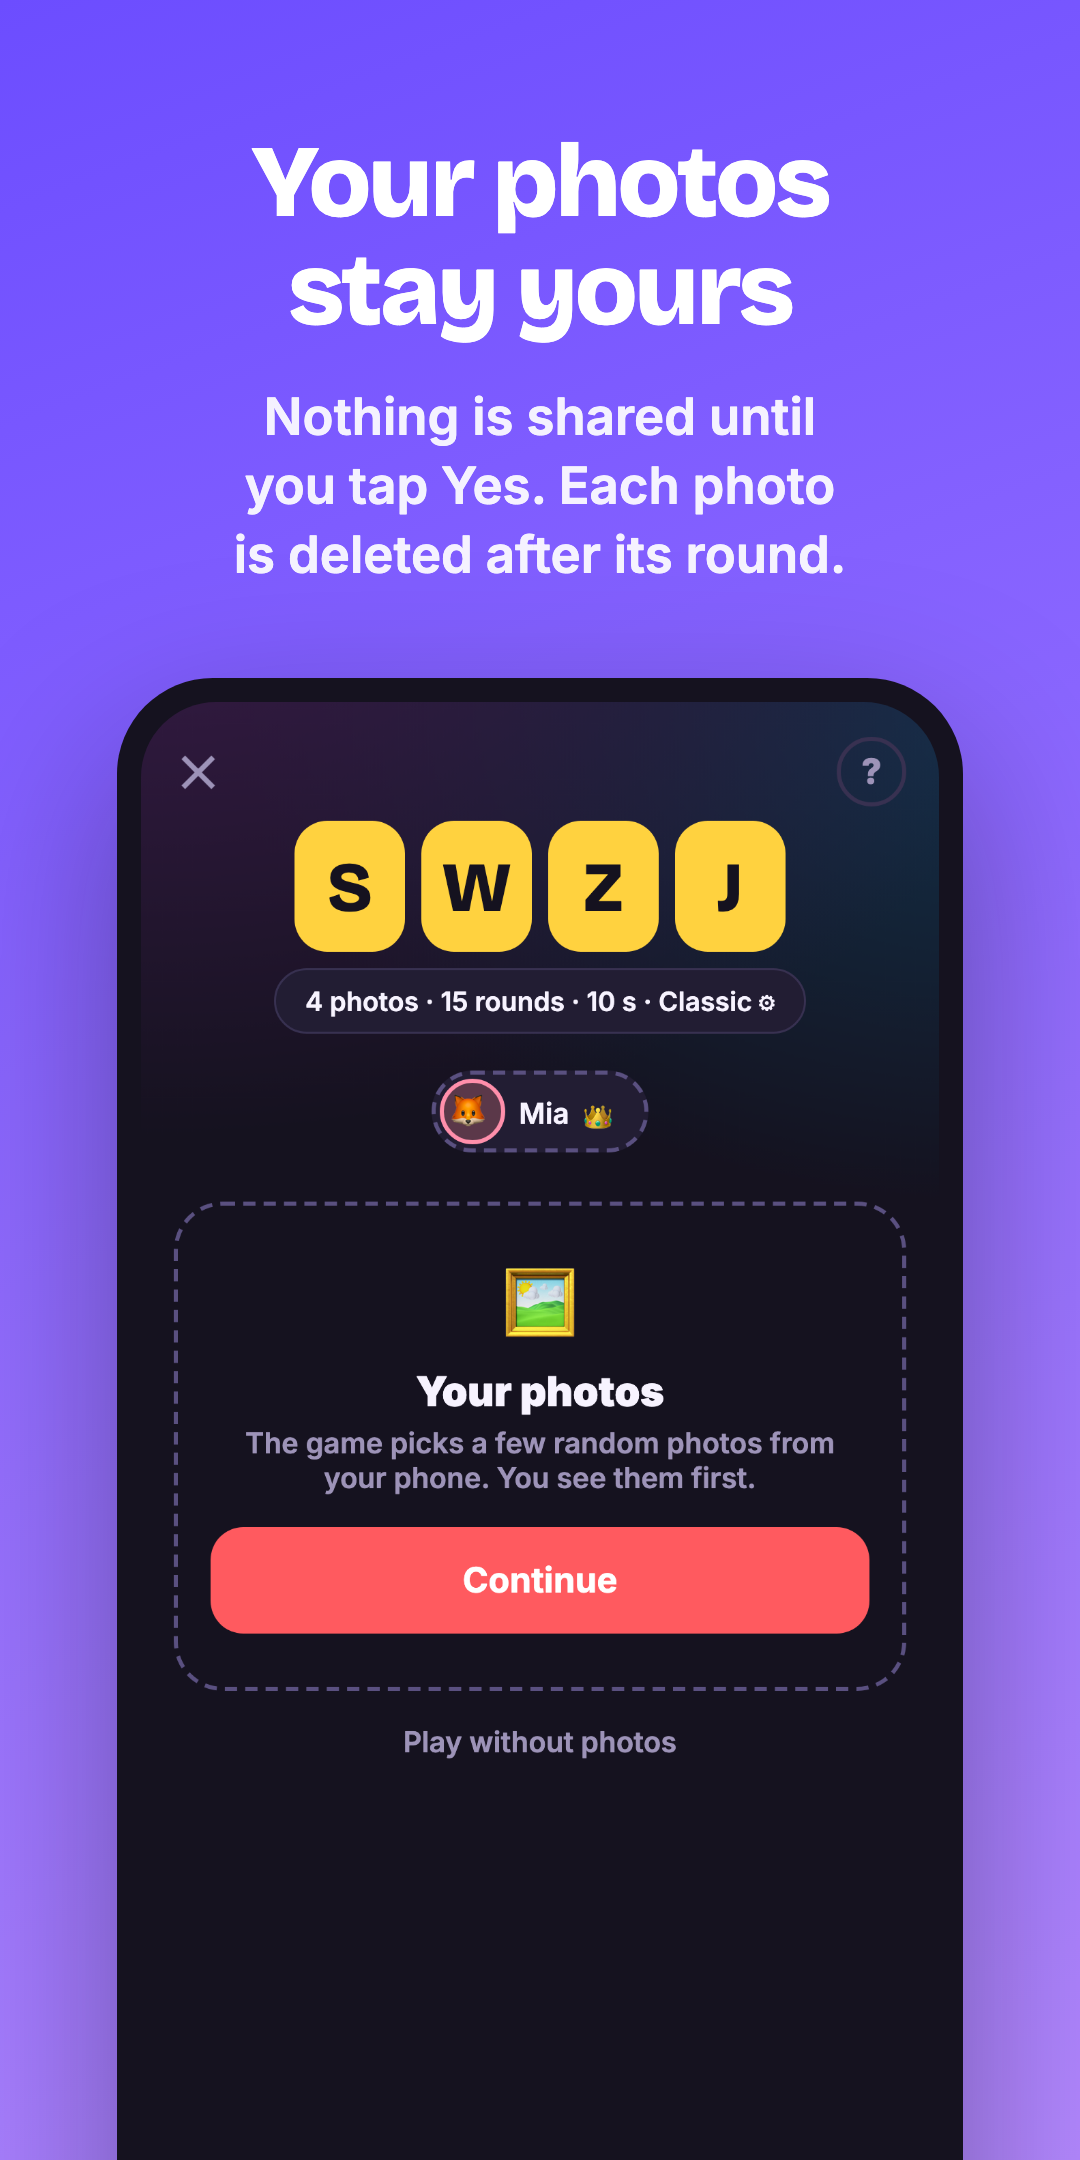 Your photos
stay yours
Nothing is shared until
you tap Yes. Each photo
is deleted after its round.
?
S W Z J
4 photos · 15 rounds · 10 s · Classic ⚙
Mia 👑
Your photos
The game picks a few random photos from
your phone. You see them first.
Continue
Play without photos